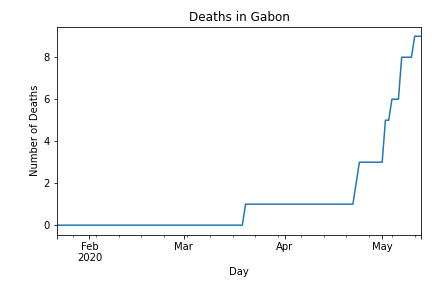 Deaths in Gabon
Number of Deaths
8
6
4
2
0
Feb
2020
Mar
Apr
May
Day